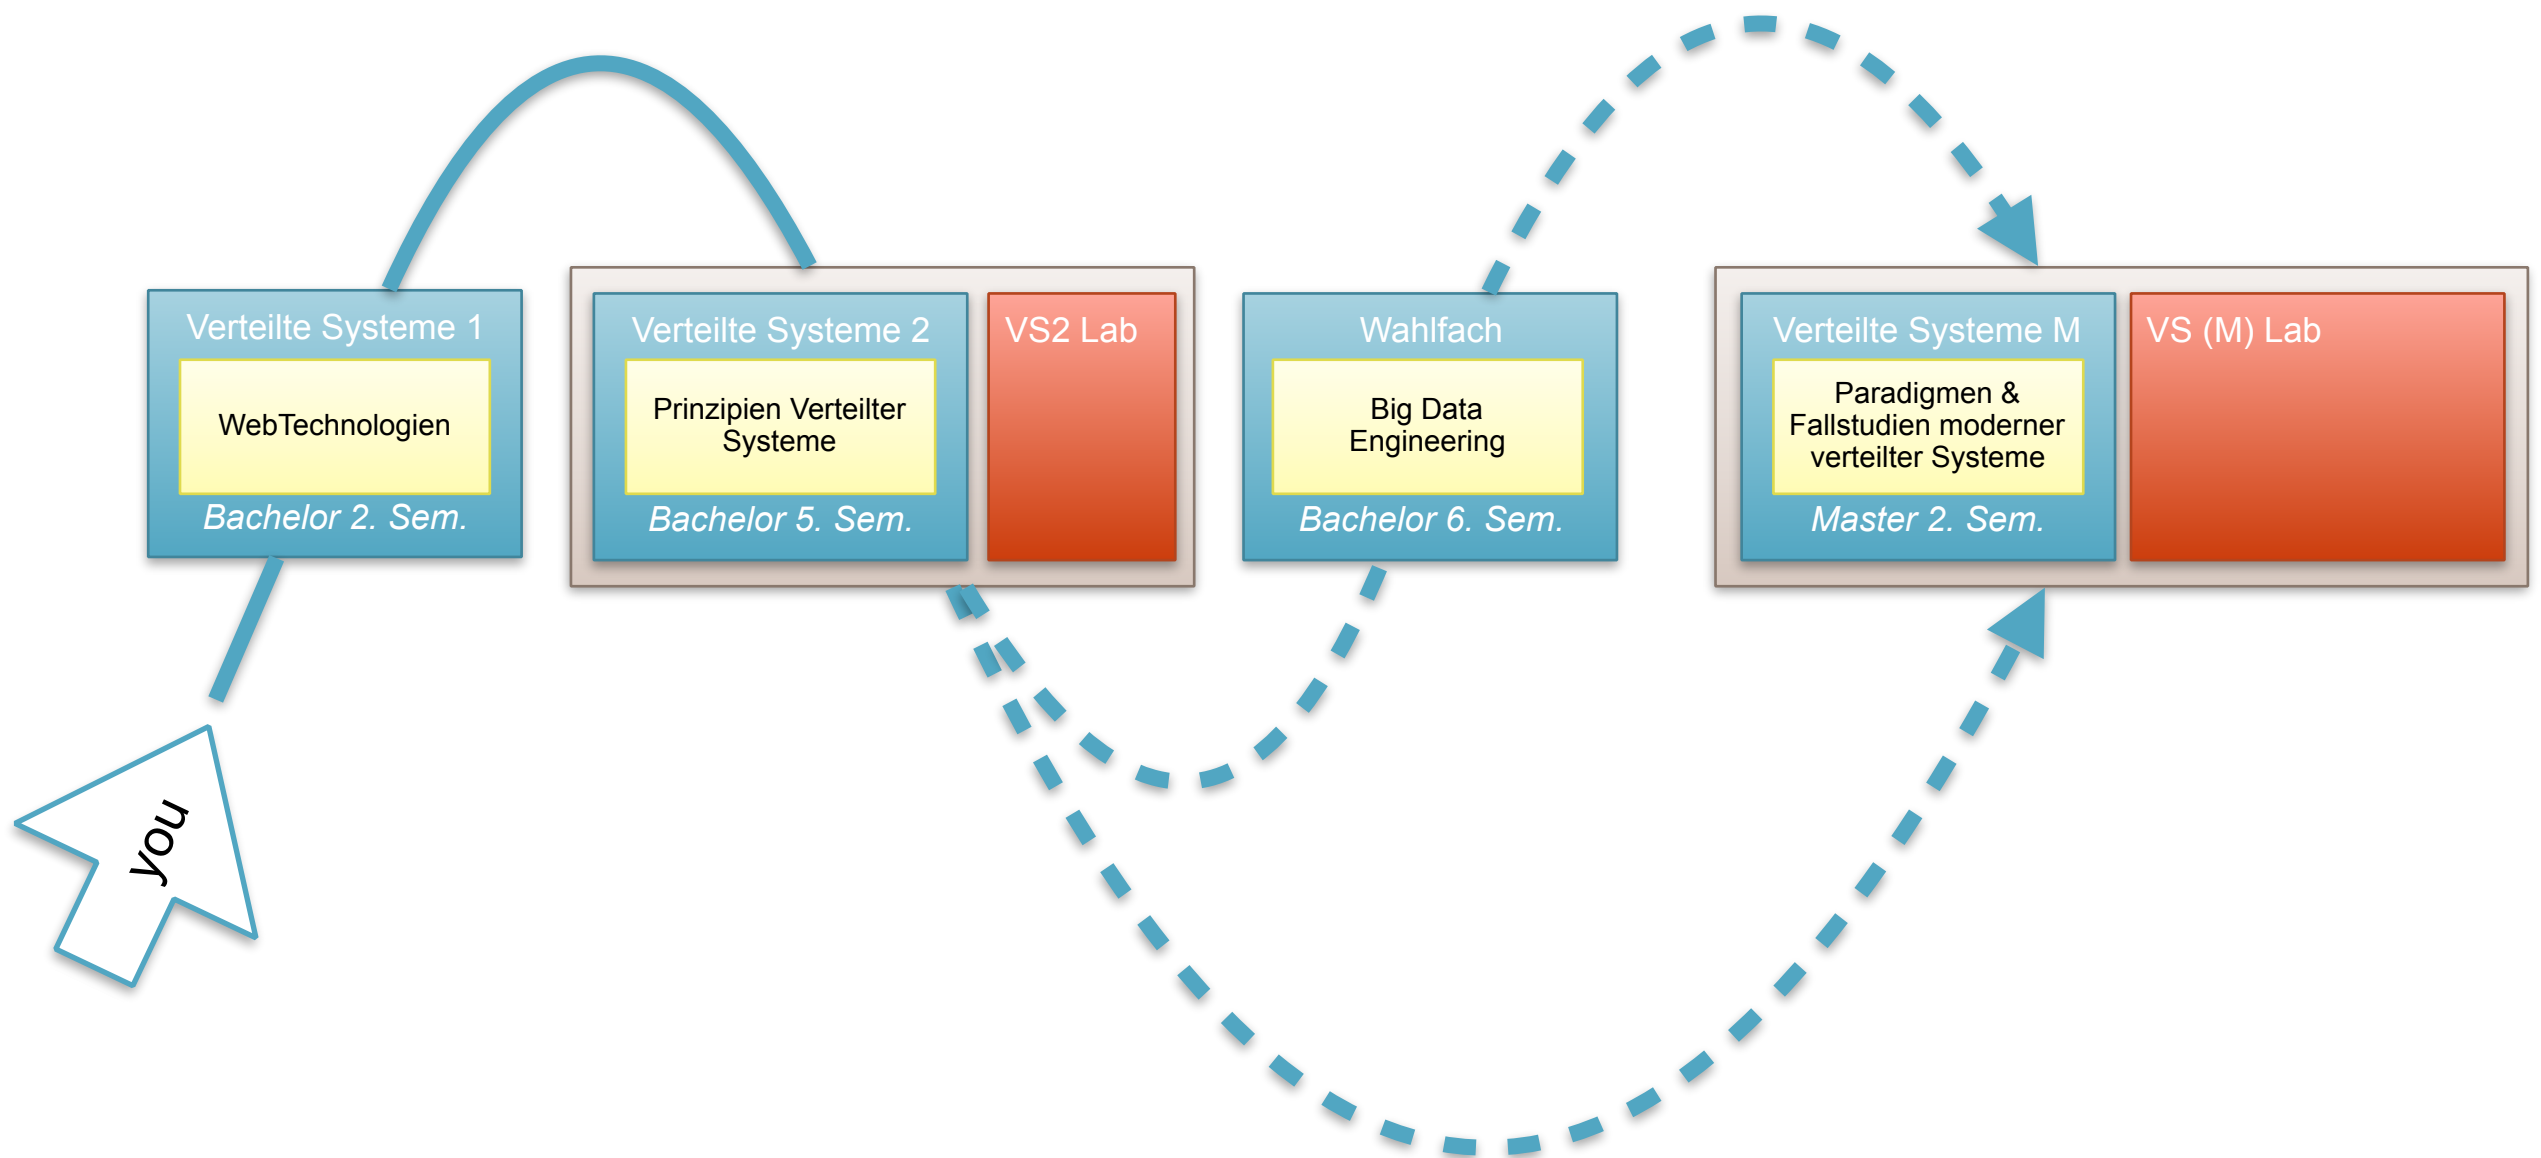 Verteilte Systeme 1
WebTechnologien
Bachelor 2. Sem.
Verteilte Systeme 2
Prinzipien Verteilter
Systeme
Bachelor 5. Sem.
VS2 Lab
Wahlfach
Big Data
Engineering
Bachelor 6. Sem.
Verteilte Systeme M
Paradigmen &
Fallstudien moderner
verteilter Systeme
Master 2. Sem.
VS (M) Lab
you